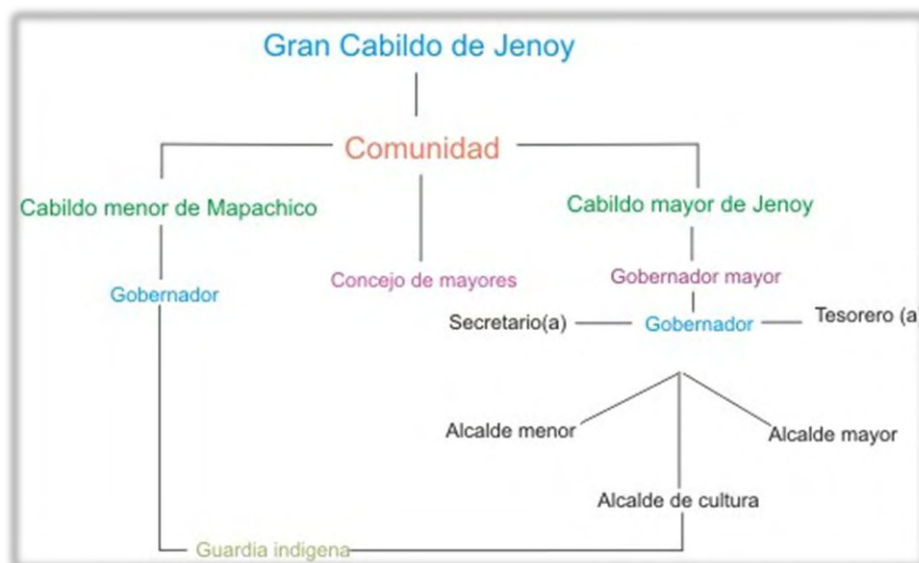 Gran Cabildo de Jenoy
Comunidad
Cabildo menor de Mapachico
Cabildo mayor de Jenoy
Concejo de mayores
Gobernador mayor
Gobernador
Secretario(a)
Gobernador
Tesorero (a
Alcalde menor
Alcalde mayor
Alcalde de cultura
Guardia indigena